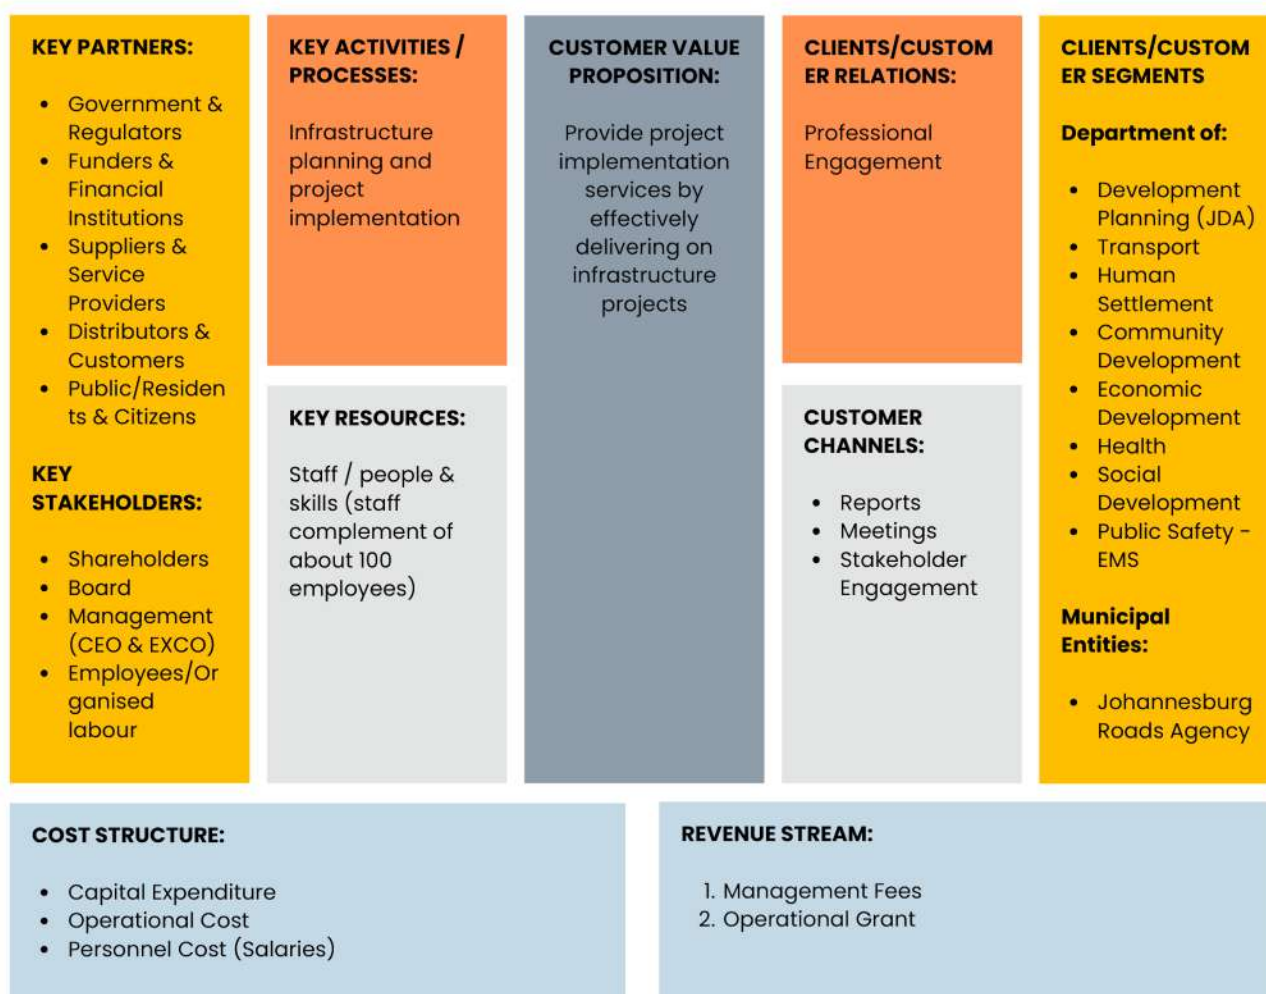 KEY PARTNERS:
• Government &
Regulators
• Funders &
Financial
Institutions
• Suppliers &
Service
Providers
• Distributors &
Customers
• Public/Residen
ts & Citizens
KEY
STAKEHOLDERS:
• Shareholders
• Board
• Management
(CEO & EXCO)
• Employees/Or
ganised
labour
KEY ACTIVITIES /
PROCESSES:
Infrastructure
planning and
project
implementation
KEY RESOURCES:
Staff / people &
skills (staff
complement of
about 100
employees)
CUSTOMER VALUE
PROPOSITION:
Provide project
implementation
services by
effectively
delivering on
infrastructure
projects
CLIENTS/CUSTOM
ER RELATIONS:
Professional
Engagement
CUSTOMER
CHANNELS:
• Reports
• Meetings
• Stakeholder
Engagement
CLIENTS/CUSTOM
ER SEGMENTS
Department of:
• Development
Planning (JDA)
• Transport
• Human
Settlement
• Community
Development
• Economic
Development
• Health
• Social
Development
• Public Safety -
EMS
Municipal
Entities:
• Johannesburg
Roads Agency
COST STRUCTURE:
• Capital Expenditure
• Operational Cost
• Personnel Cost (Salaries)
REVENUE STREAM:
1. Management Fees
2. Operational Grant